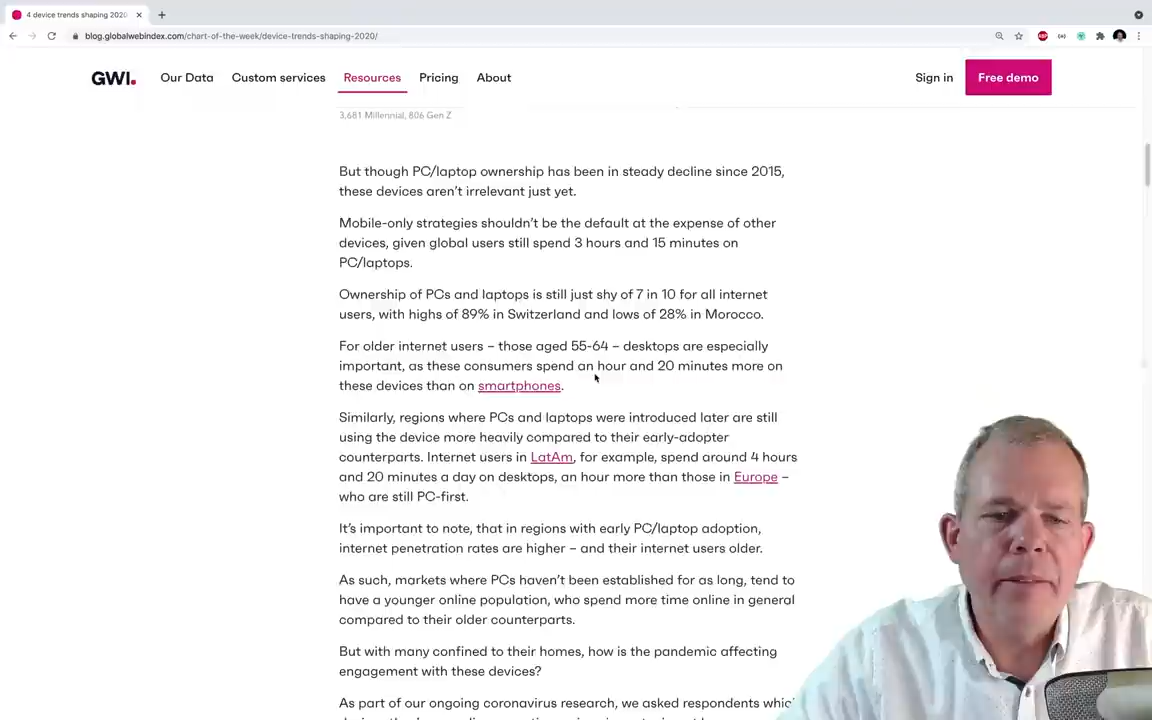 4 device trends shaping 2020
blog.globalwebindex.com/chart-of-the-week/device-trends-shaping-2020/
GWI. Our Data Custom services Resources Pricing About Sign in Free demo
3,681 Millennial, 806 Gen Z
But though PC/laptop ownership has been in steady decline since 2015,
these devices aren't irrelevant just yet.
Mobile-only strategies shouldn't be the default at the expense of other
devices, given global users still spend 3 hours and 15 minutes on
PC/laptops.
Ownership of PCs and laptops is still just shy of 7 in 10 for all internet
users, with highs of 89% in Switzerland and lows of 28% in Morocco.
For older internet users – those aged 55-64 – desktops are especially
important, as these consumers spend an hour and 20 minutes more on
these devices than on smartphones.
Similarly, regions where PCs and laptops were introduced later are still
using the device more heavily compared to their early-adopter
counterparts. Internet users in LatAm, for example, spend around 4 hours
and 20 minutes a day on desktops, an hour more than those in Europe –
who are still PC-first.
It's important to note, that in regions with early PC/laptop adoption,
internet penetration rates are higher – and their internet users older.
As such, markets where PCs haven't been established for as long, tend to
have a younger online population, who spend more time online in general
compared to their older counterparts.
But with many confined to their homes, how is the pandemic affecting
engagement with these devices?
As part of our ongoing coronavirus research, we asked respondents